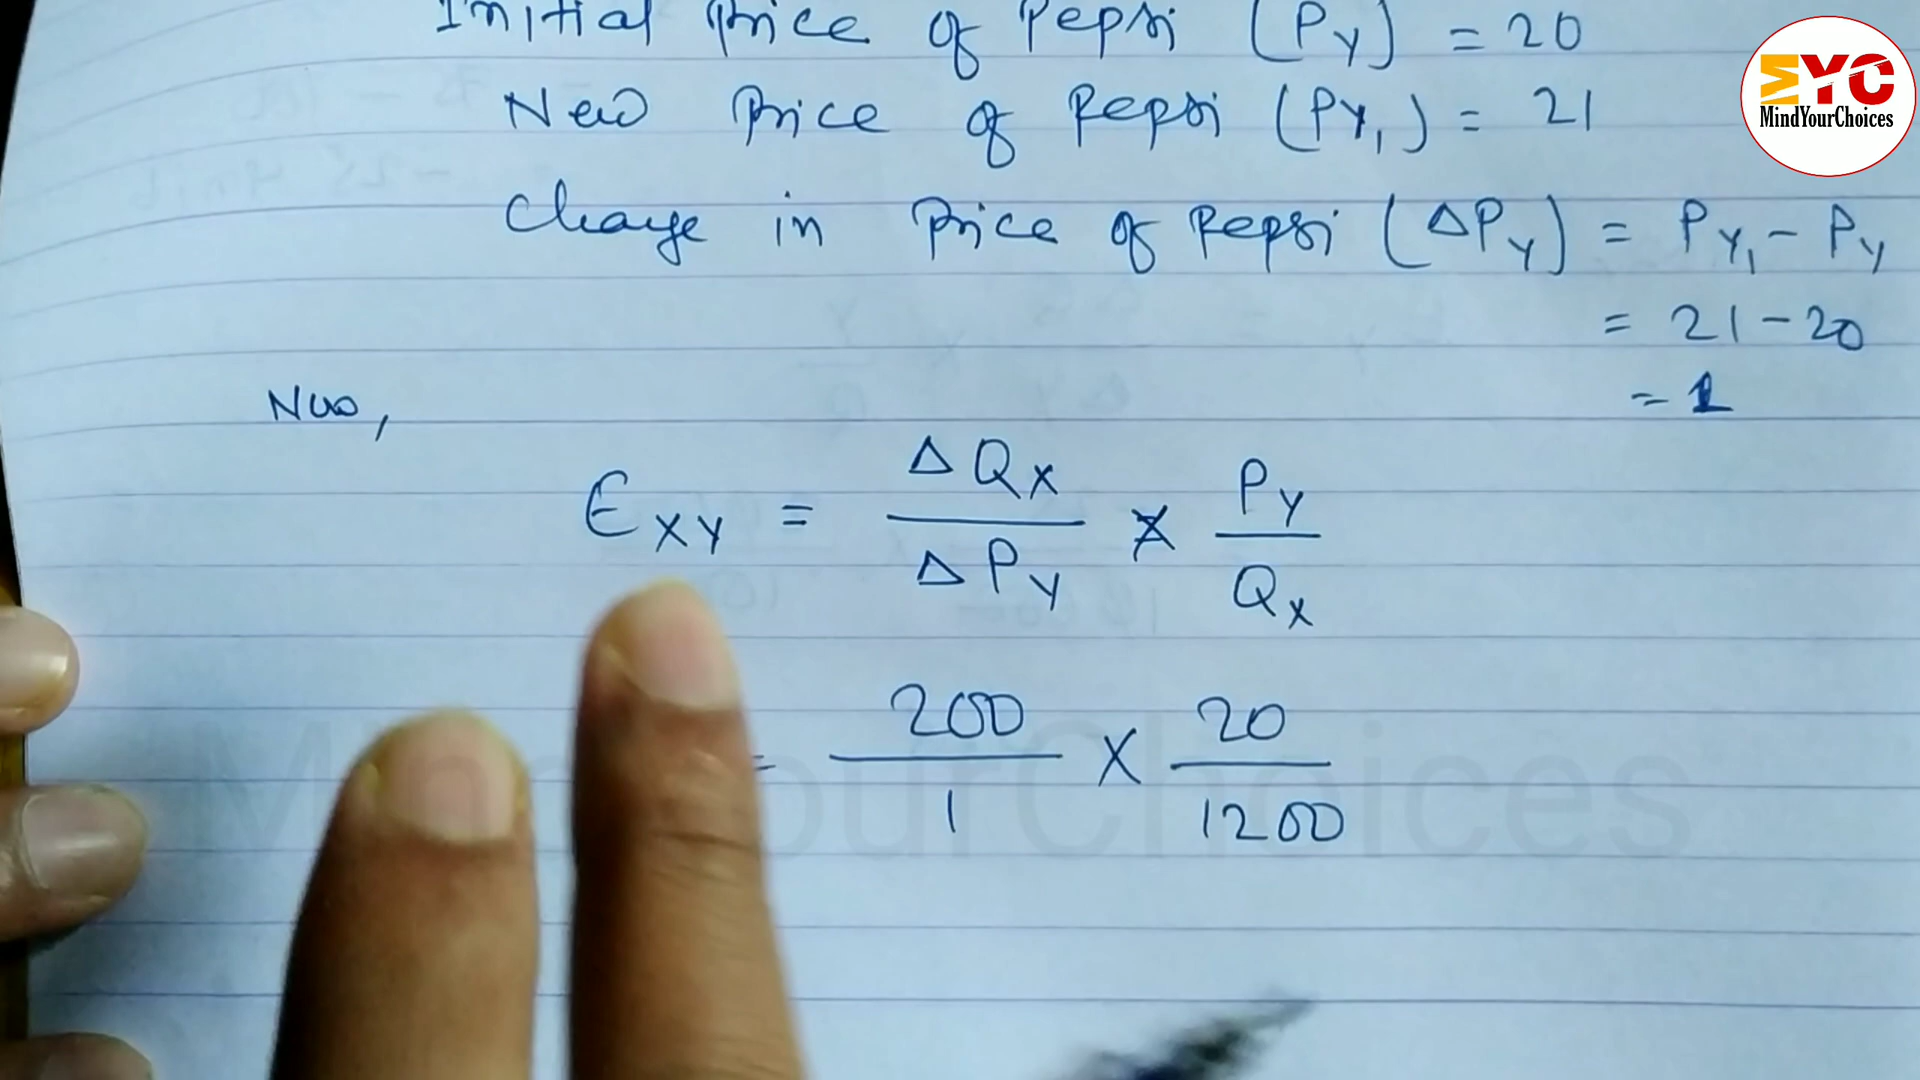 Initial Price of Pepsi (PY) = 20
New Price of Pepsi (PY1) = 21
Change in Price of Pepsi (ΔPY) = PY1 - PY
= 21 - 20
= 1
Now,
EXY = ΔQX / ΔPY × PY / QX
= 200 / 1 × 20 / 1200
MYC
MindYourChoices
MindYourChoices